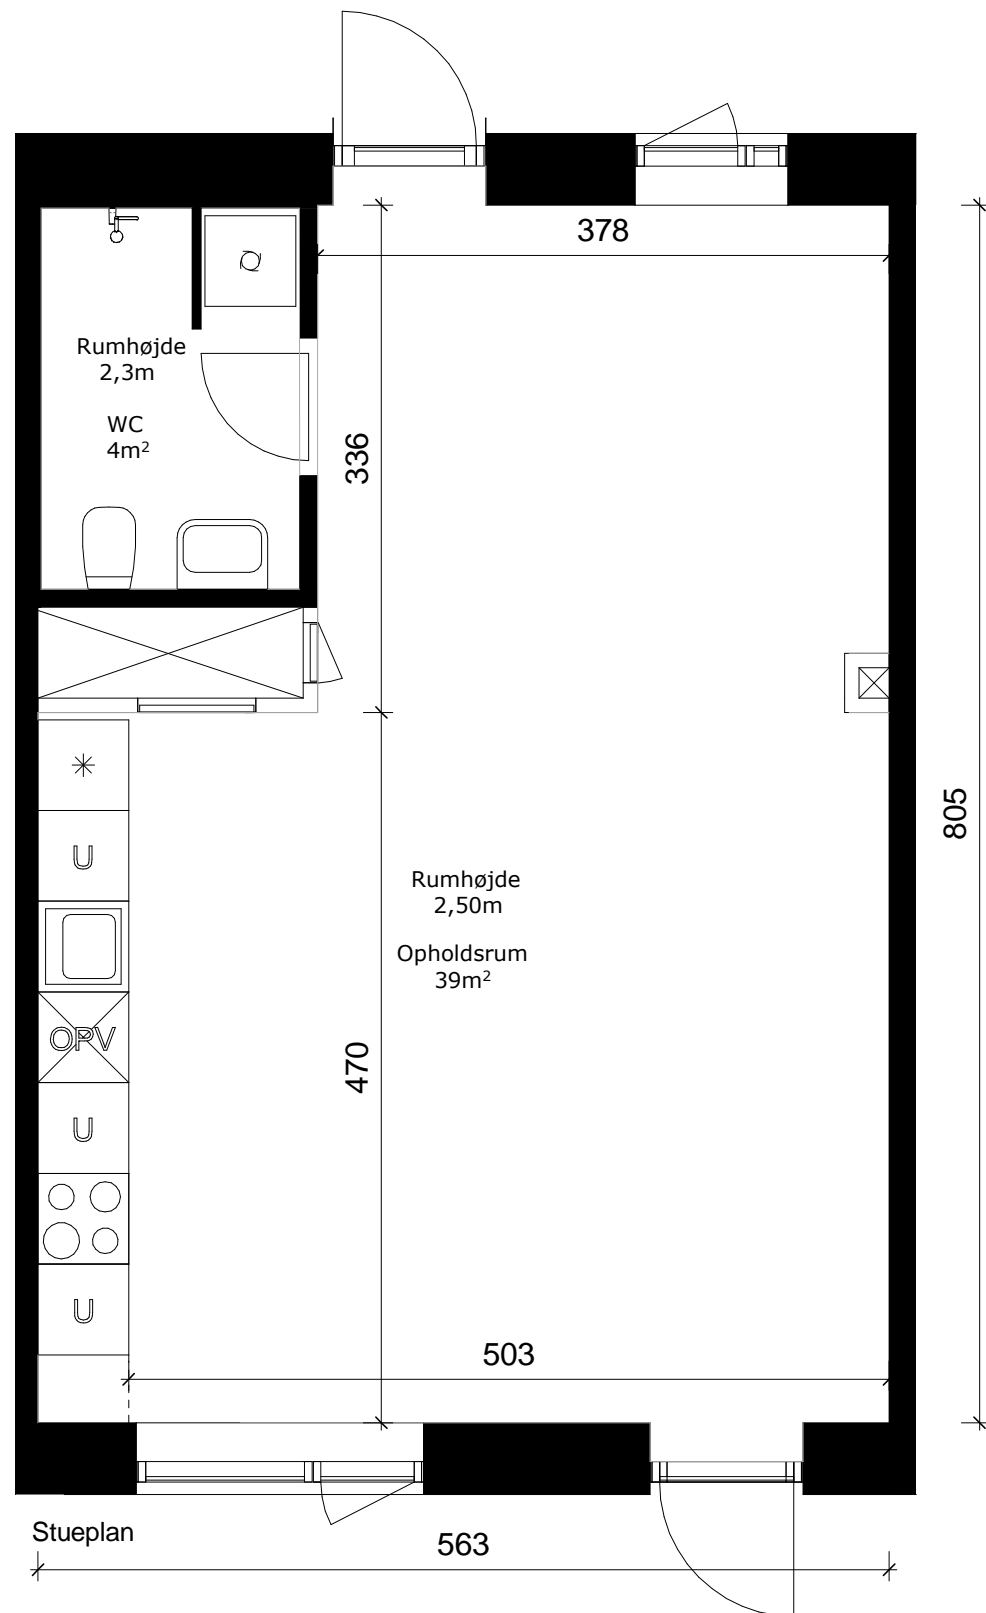 378
Rumhøjde
2,3m
WC
4m²
336
805
U
Rumhøjde
2,50m
Opholdsrum
39m²
OPV
470
U
U
503
Stueplan
563